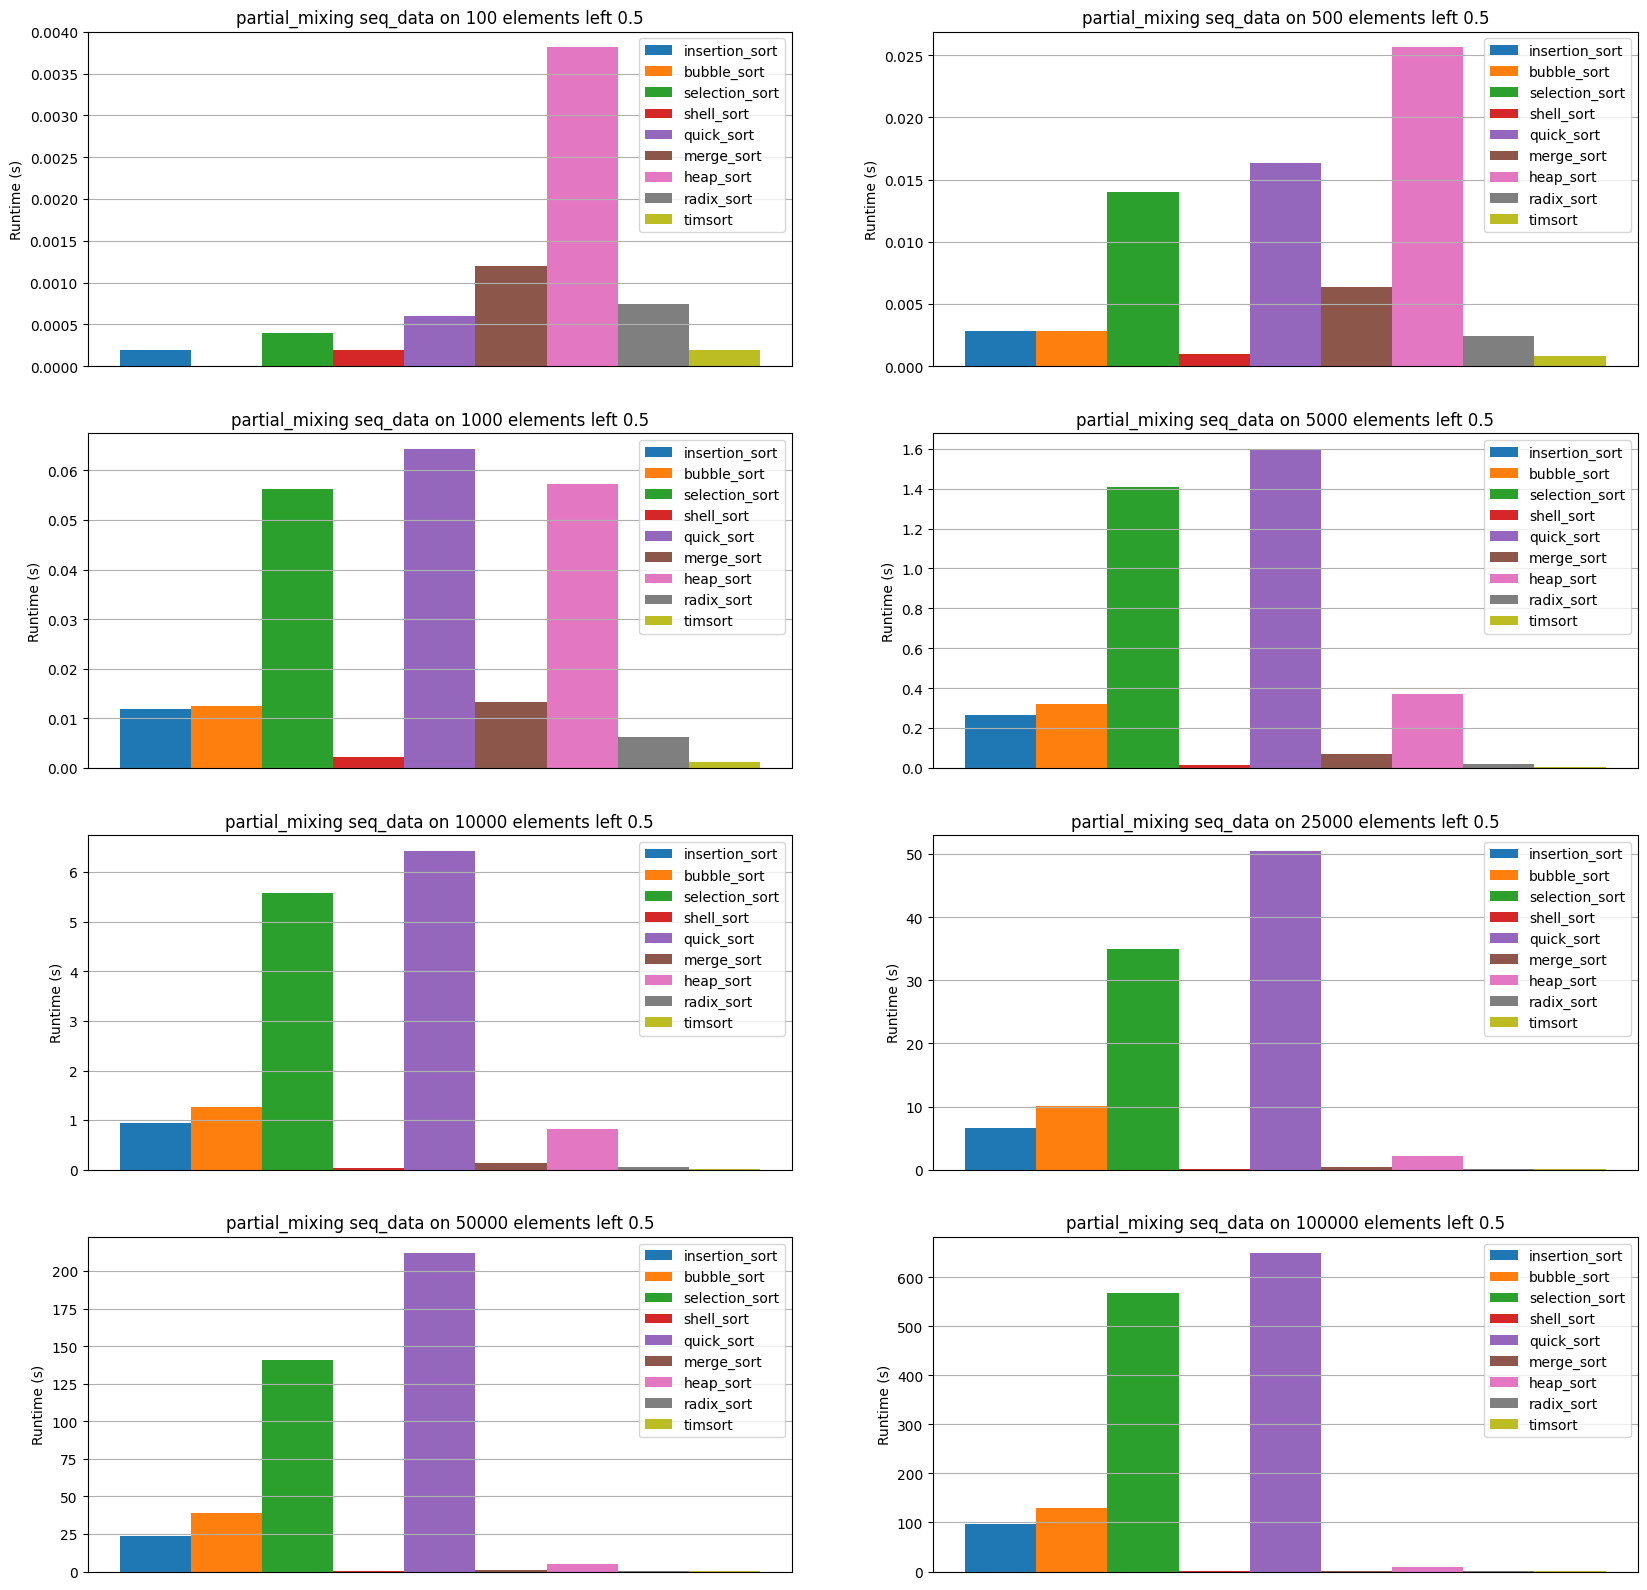 partial_mixing seq_data on 100 elements left 0.5
Runtime (s)
0.0040
0.0035
0.0030
0.0025
0.0020
0.0015
0.0010
0.0005
0.0000
insertion_sort
bubble_sort
selection_sort
shell_sort
quick_sort
merge_sort
heap_sort
radix_sort
timsort
partial_mixing seq_data on 500 elements left 0.5
Runtime (s)
0.025
0.020
0.015
0.010
0.005
0.000
insertion_sort
bubble_sort
selection_sort
shell_sort
quick_sort
merge_sort
heap_sort
radix_sort
timsort
partial_mixing seq_data on 1000 elements left 0.5
Runtime (s)
0.06
0.05
0.04
0.03
0.02
0.01
0.00
insertion_sort
bubble_sort
selection_sort
shell_sort
quick_sort
merge_sort
heap_sort
radix_sort
timsort
partial_mixing seq_data on 5000 elements left 0.5
Runtime (s)
1.6
1.4
1.2
1.0
0.8
0.6
0.4
0.2
0.0
insertion_sort
bubble_sort
selection_sort
shell_sort
quick_sort
merge_sort
heap_sort
radix_sort
timsort
partial_mixing seq_data on 10000 elements left 0.5
Runtime (s)
6
5
4
3
2
1
0
insertion_sort
bubble_sort
selection_sort
shell_sort
quick_sort
merge_sort
heap_sort
radix_sort
timsort
partial_mixing seq_data on 25000 elements left 0.5
Runtime (s)
50
40
30
20
10
0
insertion_sort
bubble_sort
selection_sort
shell_sort
quick_sort
merge_sort
heap_sort
radix_sort
timsort
partial_mixing seq_data on 50000 elements left 0.5
Runtime (s)
200
175
150
125
100
75
50
25
0
insertion_sort
bubble_sort
selection_sort
shell_sort
quick_sort
merge_sort
heap_sort
radix_sort
timsort
partial_mixing seq_data on 100000 elements left 0.5
Runtime (s)
600
500
400
300
200
100
0
insertion_sort
bubble_sort
selection_sort
shell_sort
quick_sort
merge_sort
heap_sort
radix_sort
timsort